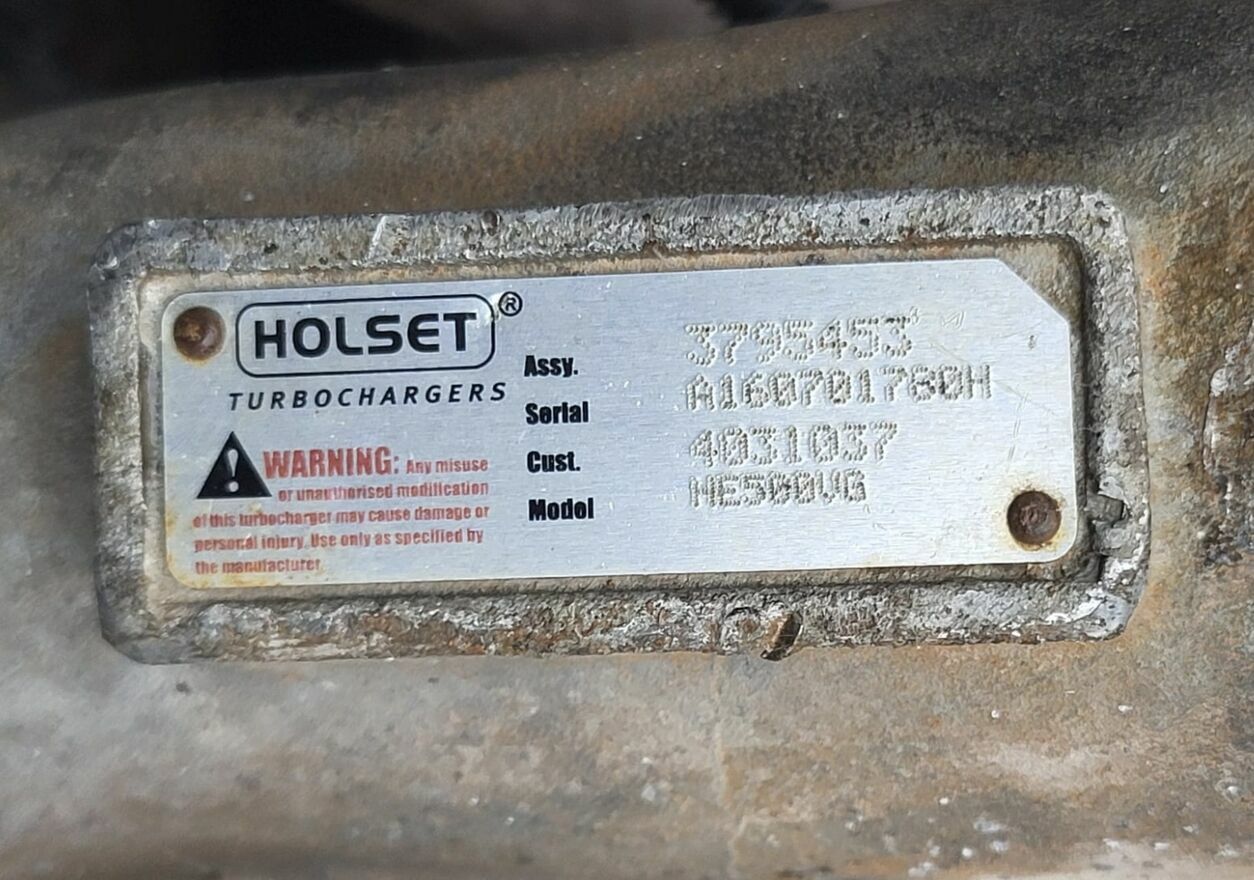 HOLSET®
TURBOCHARGERS
WARNING: Any misuse
or unauthorised modification
of this turbocharger may cause damage or
personal injury. Use only as specified by
the manufacturer.
Assy. 3795453
Serial A160701780H
Cust. 4031037
Model HE500VG